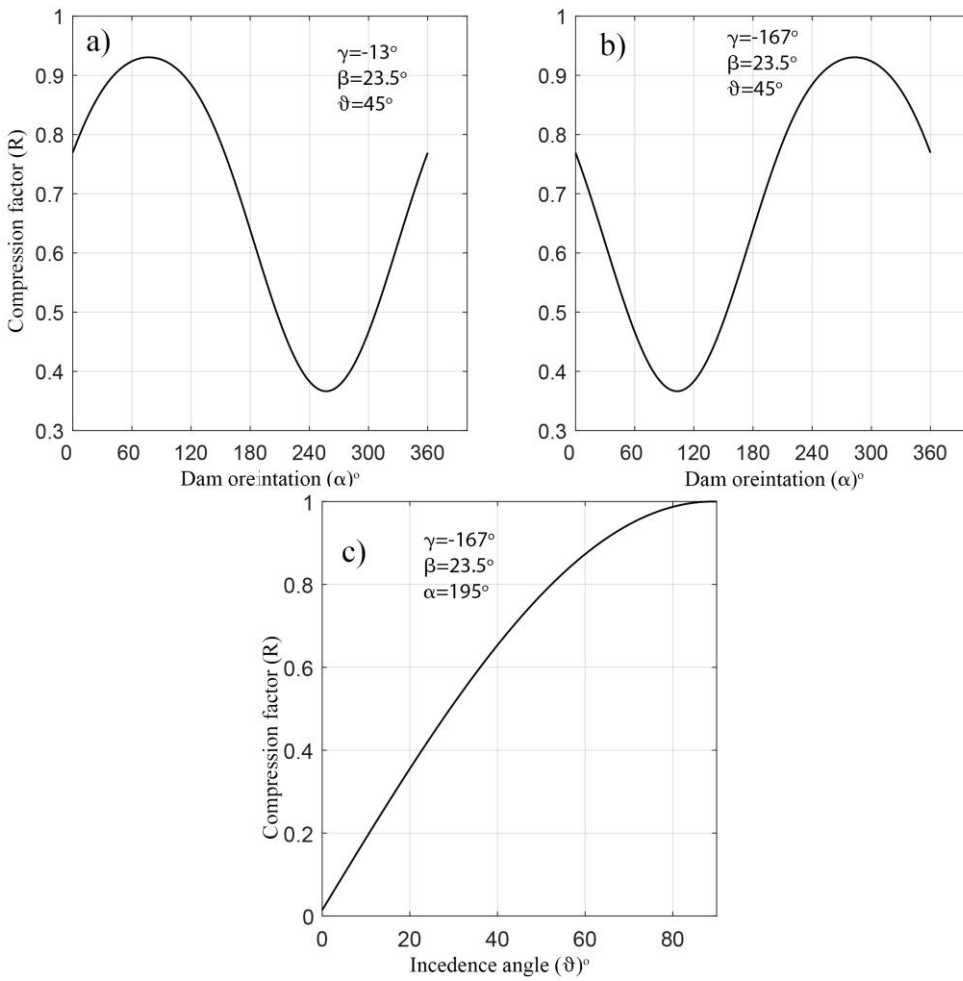 a)
γ=-13°
β=23.5°
ϑ=45°
Compression factor (R)
1
0.9
0.8
0.7
0.6
0.5
0.4
0.3
0 60 120 180 240 300 360
Dam oreintation (α)°
b)
γ=-167°
β=23.5°
ϑ=45°
1
0.9
0.8
0.7
0.6
0.5
0.4
0.3
0 60 120 180 240 300 360
Dam oreintation (α)°
c)
γ=-167°
β=23.5°
α=195°
Compression factor (R)
1
0.8
0.6
0.4
0.2
0
0 20 40 60 80
Incedence angle (ϑ)°